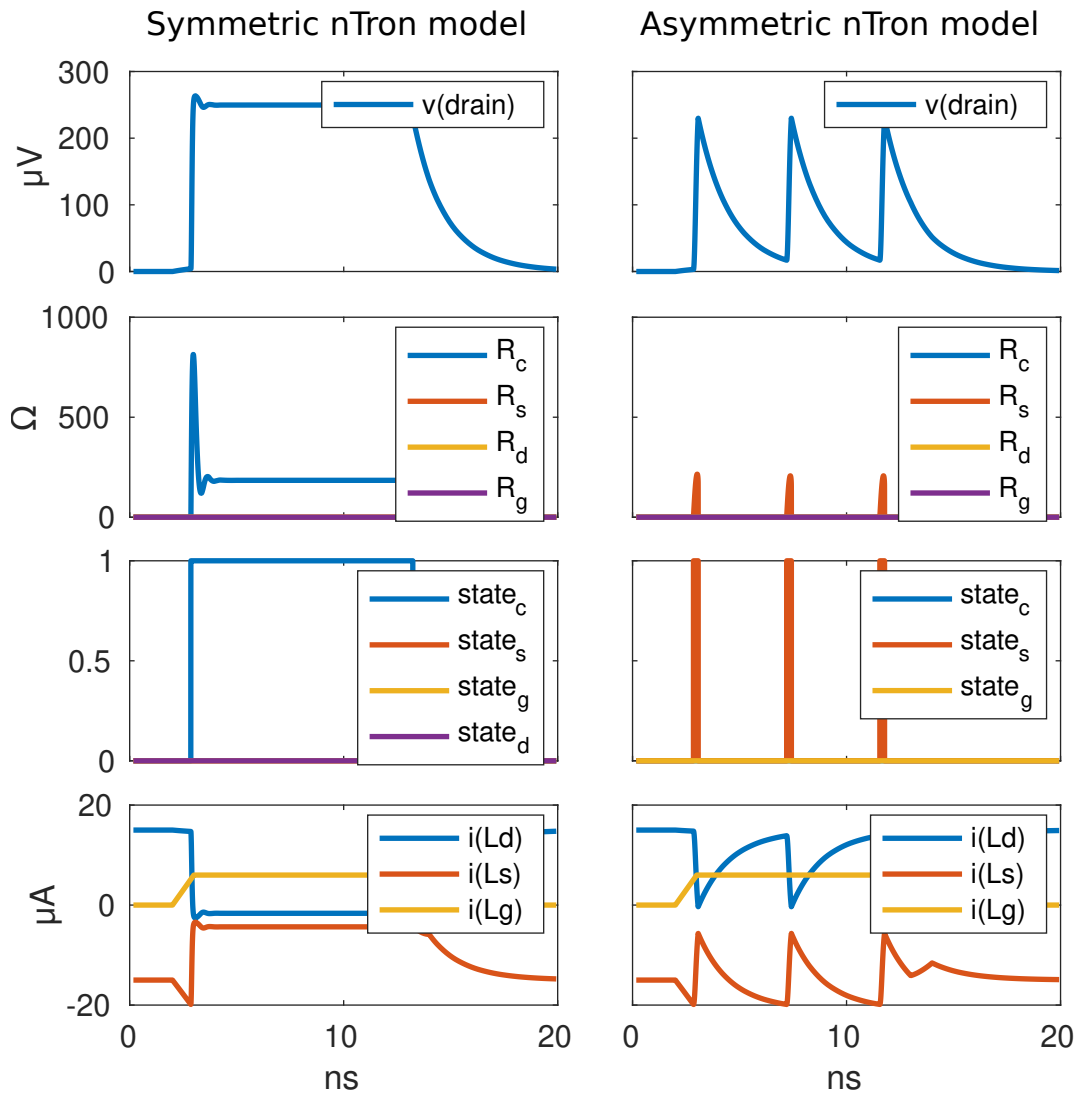 Symmetric nTron model
Asymmetric nTron model
300
200
100
0
µV
v(drain)
v(drain)
1000
500
0
Ω
R_c
R_s
R_d
R_g
R_c
R_s
R_d
R_g
1
0.5
0
state_c
state_s
state_g
state_d
state_c
state_s
state_g
20
0
-20
µA
i(Ld)
i(Ls)
i(Lg)
i(Ld)
i(Ls)
i(Lg)
0
10
20
0
10
20
ns
ns